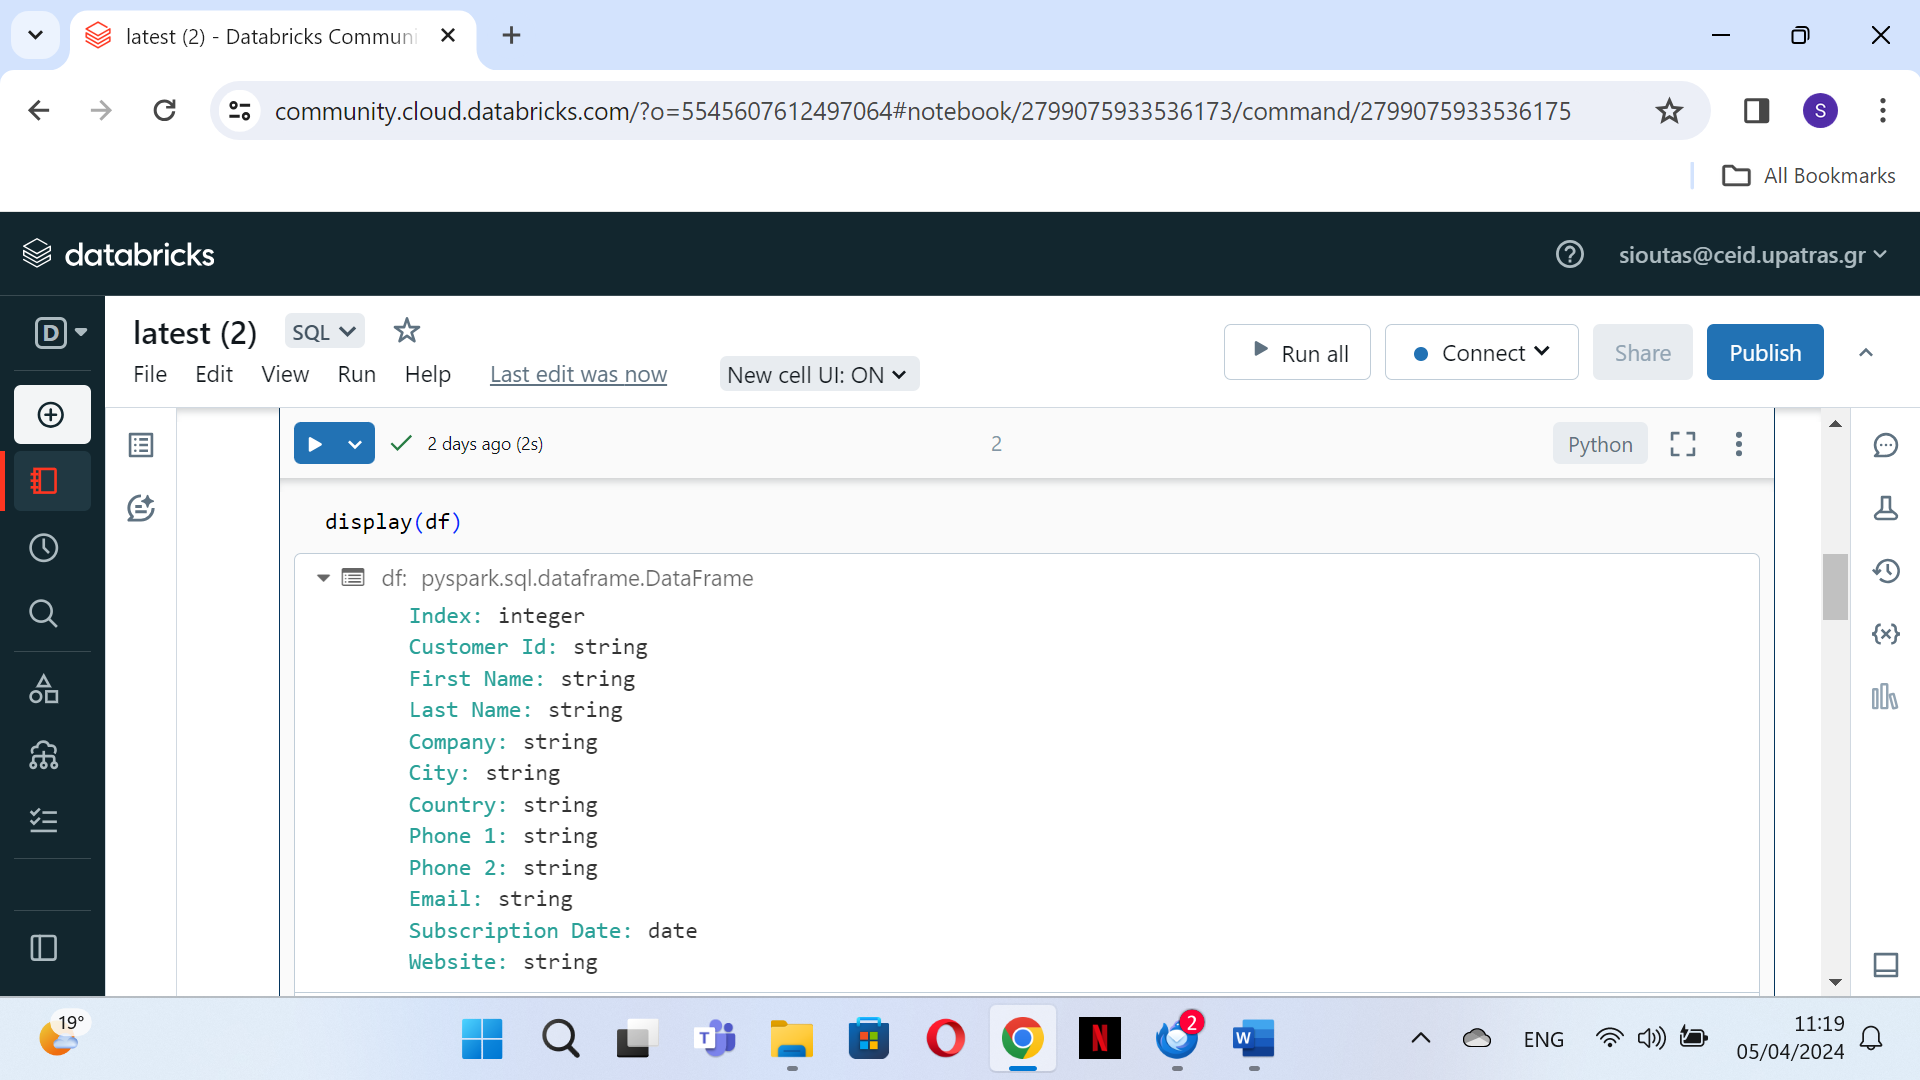 latest (2) - Databricks Communi
community.cloud.databricks.com/?o=5545607612497064#notebook/2799075933536173/command/2799075933536175
S
All Bookmarks
databricks
sioutas@ceid.upatras.gr
D
latest (2)
SQL
File Edit View Run Help Last edit was now New cell UI: ON
Run all
Connect
Share
Publish
2 days ago (2s)
2
Python
display(df)
df: pyspark.sql.dataframe.DataFrame
Index: integer
Customer Id: string
First Name: string
Last Name: string
Company: string
City: string
Country: string
Phone 1: string
Phone 2: string
Email: string
Subscription Date: date
Website: string
19°
T
N
2
W
ENG
11:19
05/04/2024